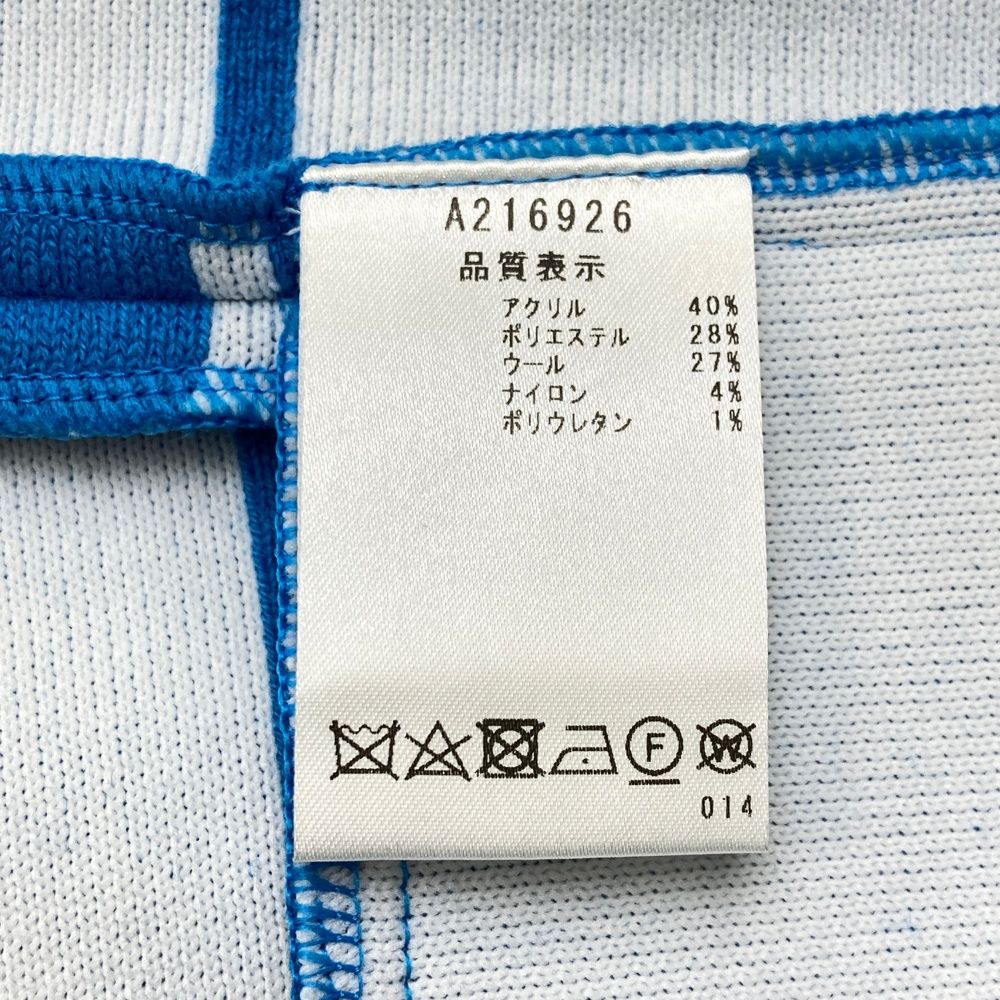 A216926
品質表示
アクリル 40%
ポリエステル 28%
ウール 27%
ナイロン 4%
ポリウレタン 1%
F W
014